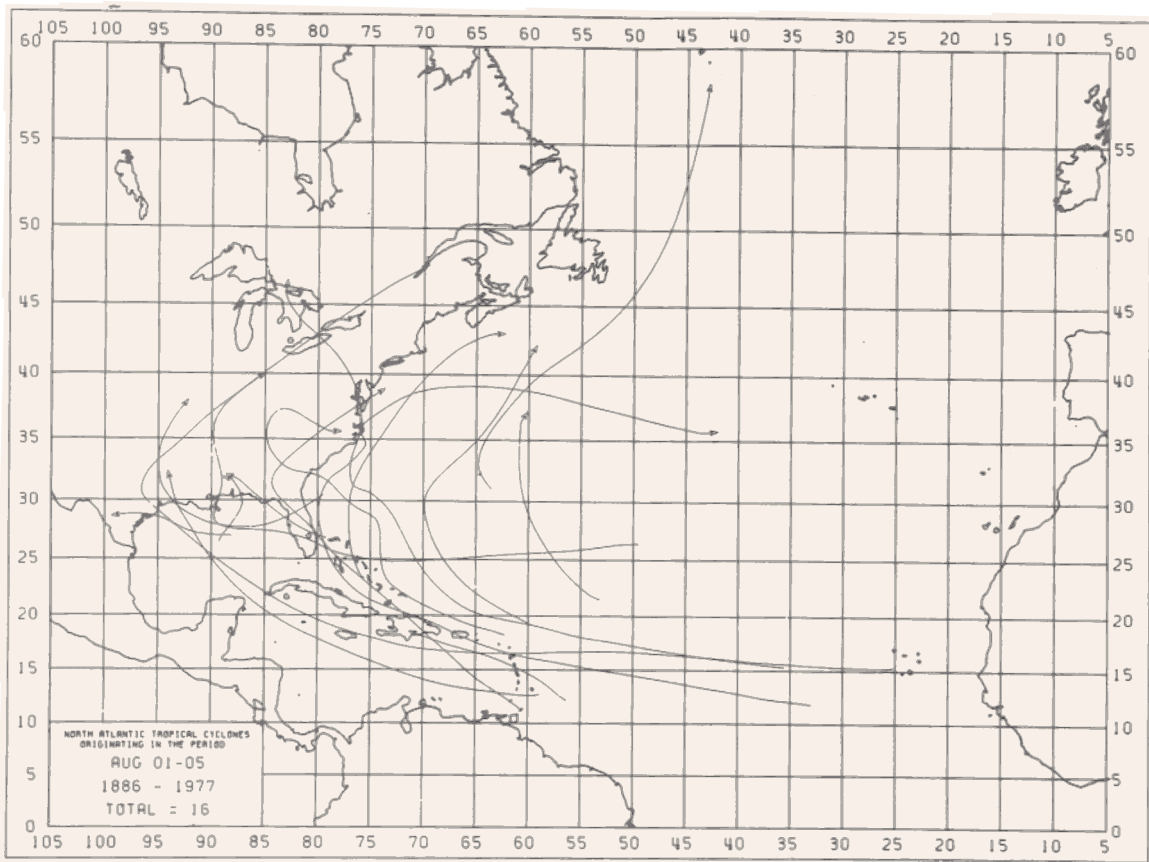 105 100 95 90 85 80 75 70 65 60 55 50 45 40 35 30 25 20 15 10 5
60 60
55 55
50 50
45 45
40 40
35 35
30 30
25 25
20 20
15 15
10 10
NORTH ATLANTIC TROPICAL CYCLONES
ORIGINATING IN THE PERIOD
AUG 01-05
5 5
1886 - 1977
TOTAL = 16
0 0
105 100 95 90 85 80 75 70 65 60 55 50 45 40 35 30 25 20 15 10 5